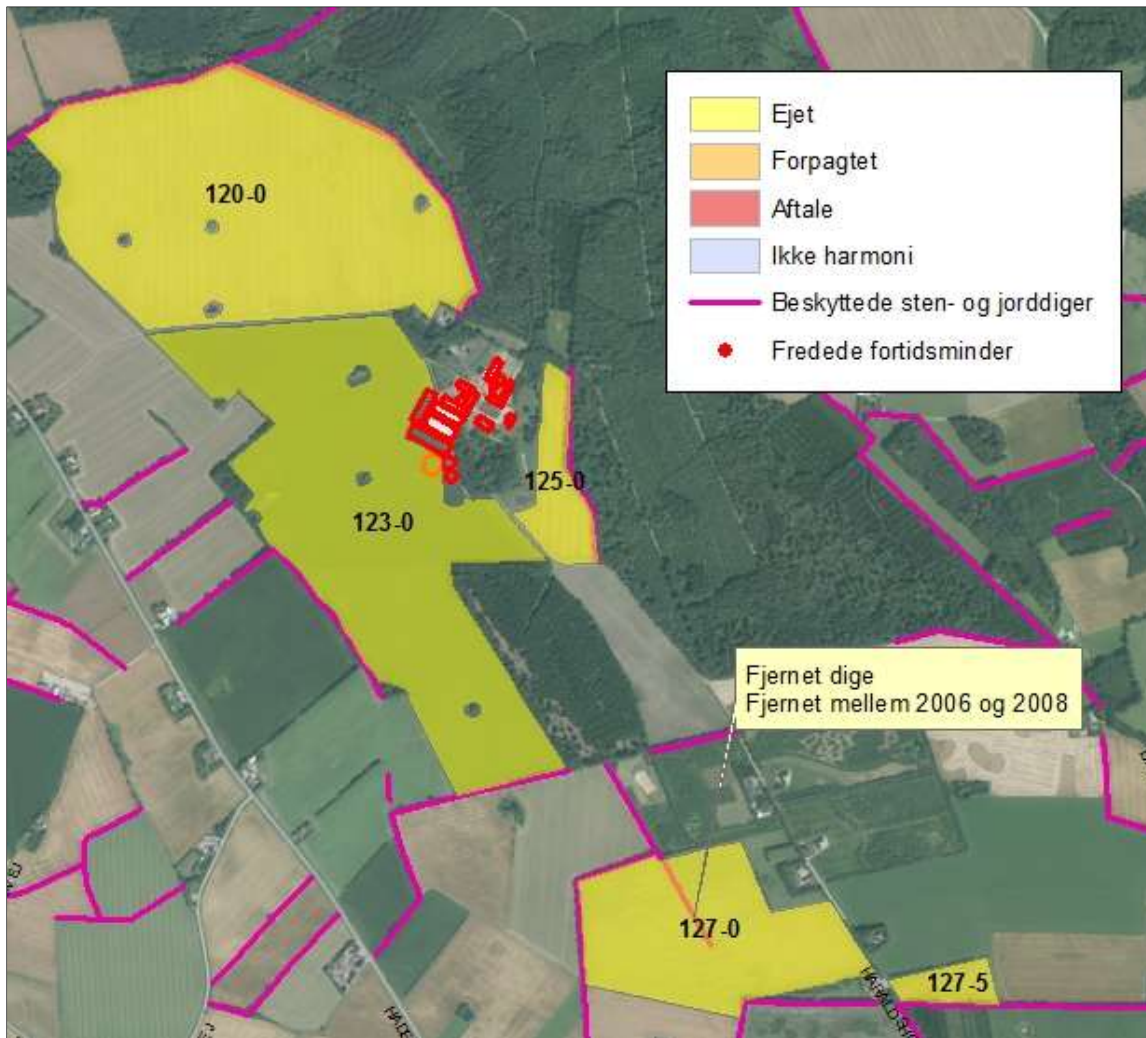 Ejet
Forpagtet
Aftale
Ikke harmoni
Beskyttede sten- og jorddiger
Fredede fortidsminder
120-0
125-0
123-0
Fjernet dige
Fjernet mellem 2006 og 2008
127-0
127-5